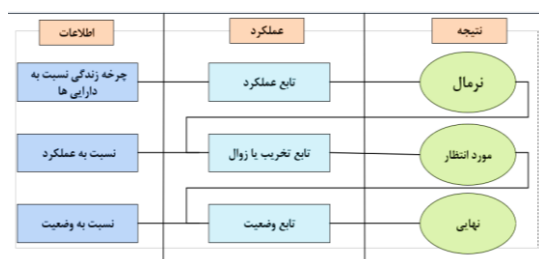 اطلاعات
عملکرد
نتیجه
چرخه زندگی نسبت به
دارایی ها
تابع عملکرد
نرمال
نسبت به عملکرد
تابع تخریب یا زوال
مورد انتظار
نسبت به وضعیت
تابع وضعیت
نهایی